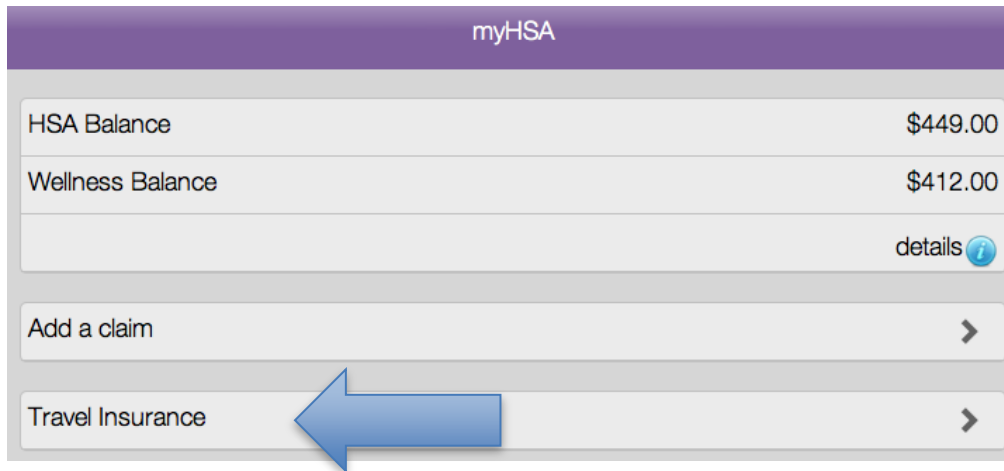 myHSA
HSA Balance $449.00
Wellness Balance $412.00
details i
Add a claim
Travel Insurance